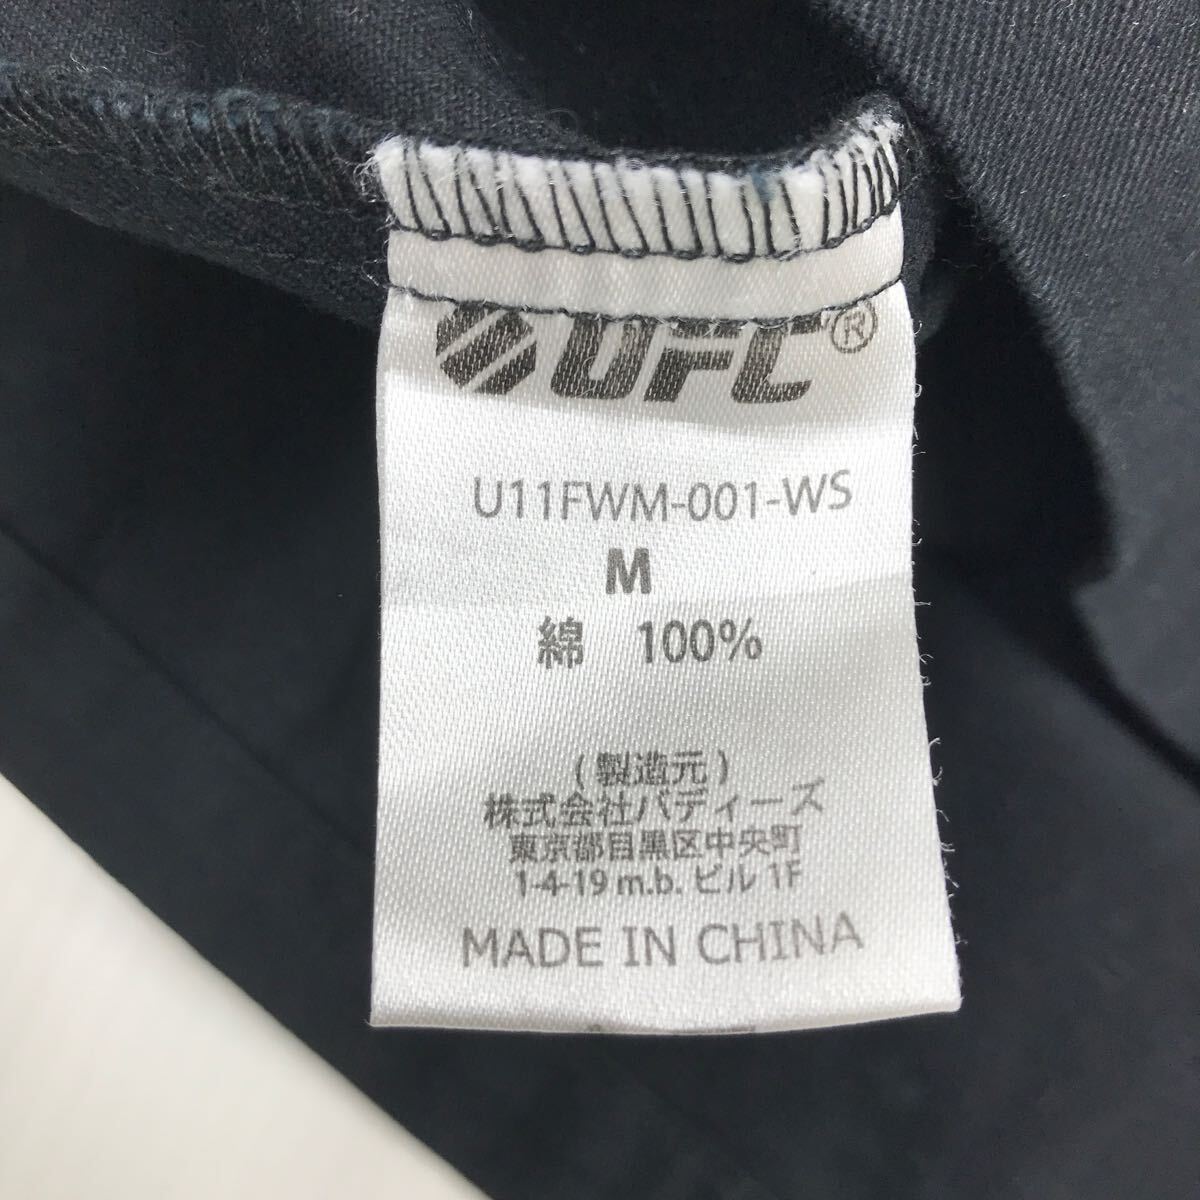 UFC®
U11FWM-001-WS
M
綿 100%
(製造元)
株式会社バディーズ
東京都目黒区中央町
1-4-19 m.b. ビル 1F
MADE IN CHINA